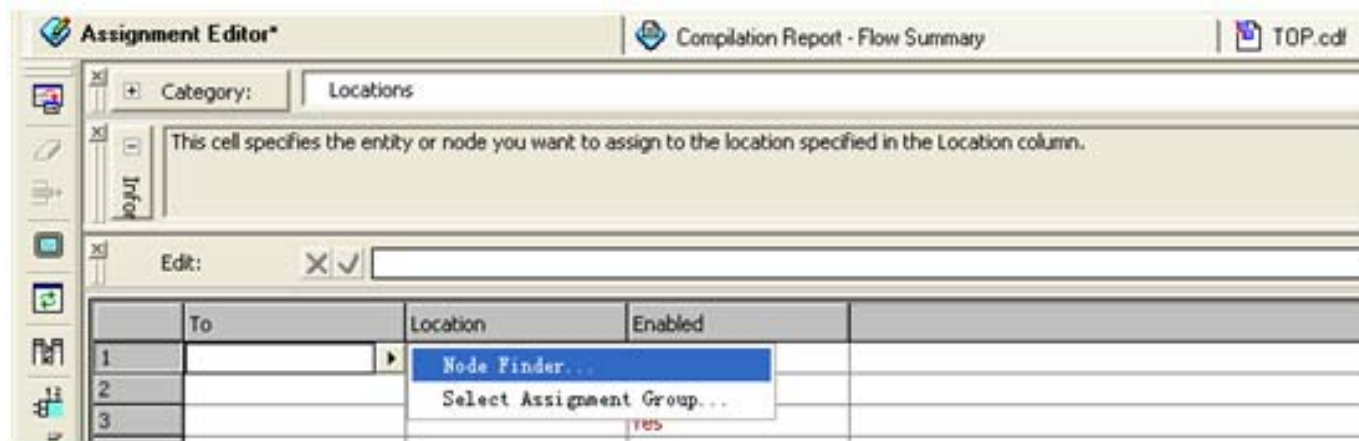 Assignment Editor* Compilation Report - Flow Summary TOP.cdf
Category: Locations
This cell specifies the entity or node you want to assign to the location specified in the Location column.
Infor
Edit:
To Location Enabled
1
Node Finder...
2
Select Assignment Group...
3 Yes